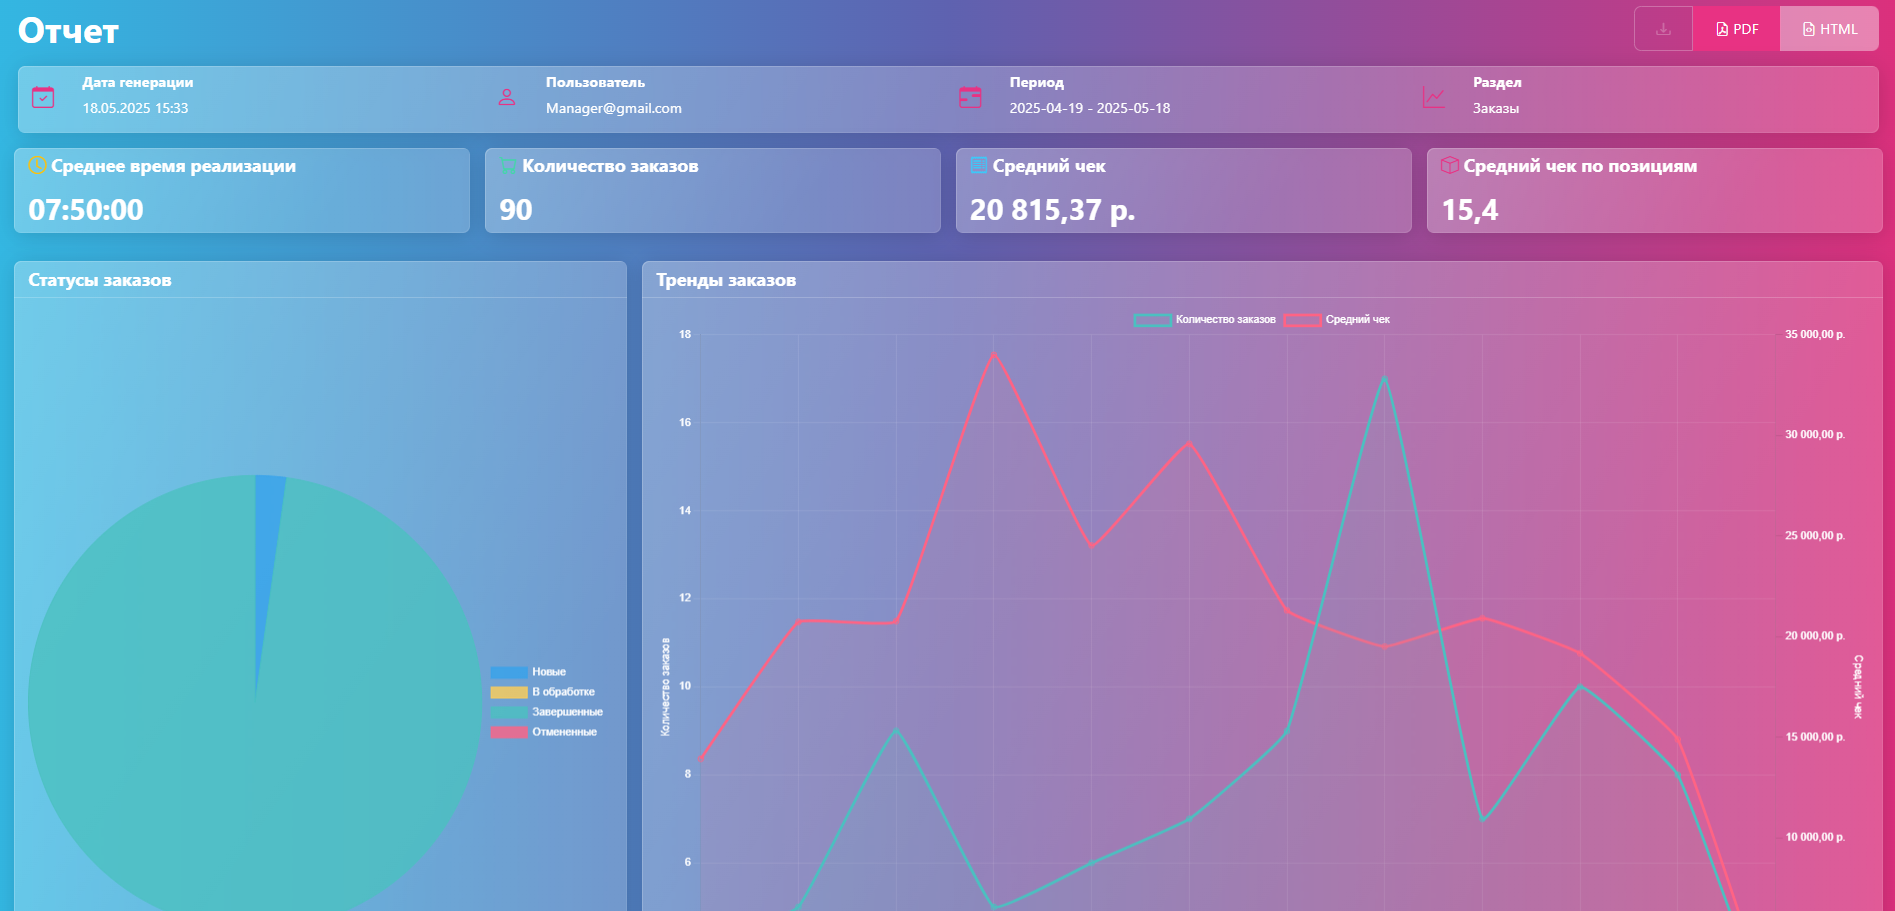 Отчет
PDF
HTML
Дата генерации
18.05.2025 15:33
Пользователь
Manager@gmail.com
Период
2025-04-19 - 2025-05-18
Раздел
Заказы
Среднее время реализации
07:50:00
Количество заказов
90
Средний чек
20 815,37 р.
Средний чек по позициям
15,4
Статусы заказов
Новые
В обработке
Завершенные
Отмененные
Тренды заказов
Количество заказов
Средний чек
18
16
14
12
10
8
6
Количество заказов
35 000,00 р.
30 000,00 р.
25 000,00 р.
20 000,00 р.
15 000,00 р.
10 000,00 р.
Средний чек